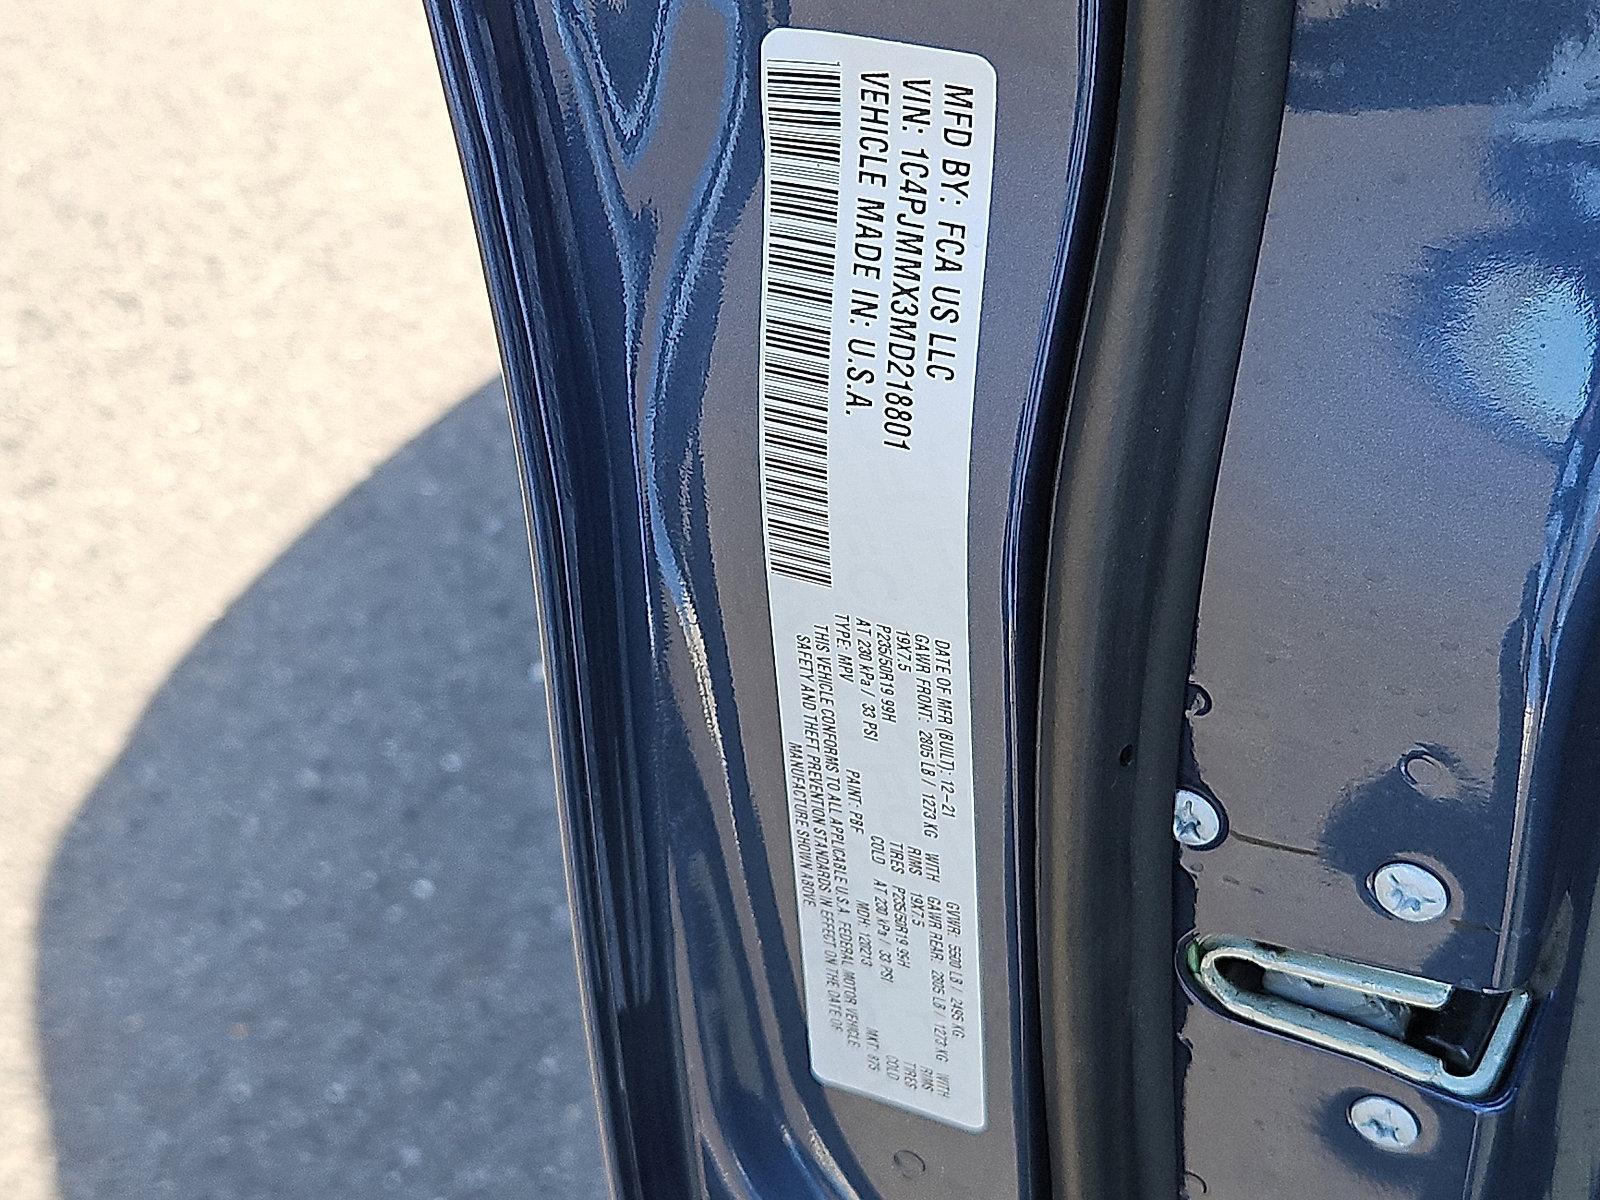 MFD BY: FCA US LLC
VIN: 1C4PJMMX3MD218801
VEHICLE MADE IN: U.S.A.
DATE OF MFR (BUILT): 12-21 GVWR: 5500 LB / 2495 KG
GAWR FRONT: 2805 LB / 1273 KG WITH GAWR REAR: 2805 LB / 1273 KG WITH
19X7.5 RIMS 19X7.5 RIMS
P235/50R19 99H TIRES P235/50R19 99H TIRES
AT 230 kPa / 33 PSI COLD AT 230 kPa / 33 PSI COLD
TYPE: MPV PAINT: PBF MDH: 120213 MKT: 875
THIS VEHICLE CONFORMS TO ALL APPLICABLE U.S.A. FEDERAL MOTOR VEHICLE
SAFETY AND THEFT PREVENTION STANDARDS IN EFFECT ON THE DATE OF
MANUFACTURE SHOWN ABOVE